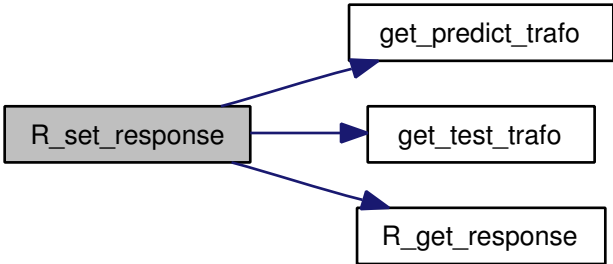 get_predict_trafo
R_set_response
get_test_trafo
R_get_response